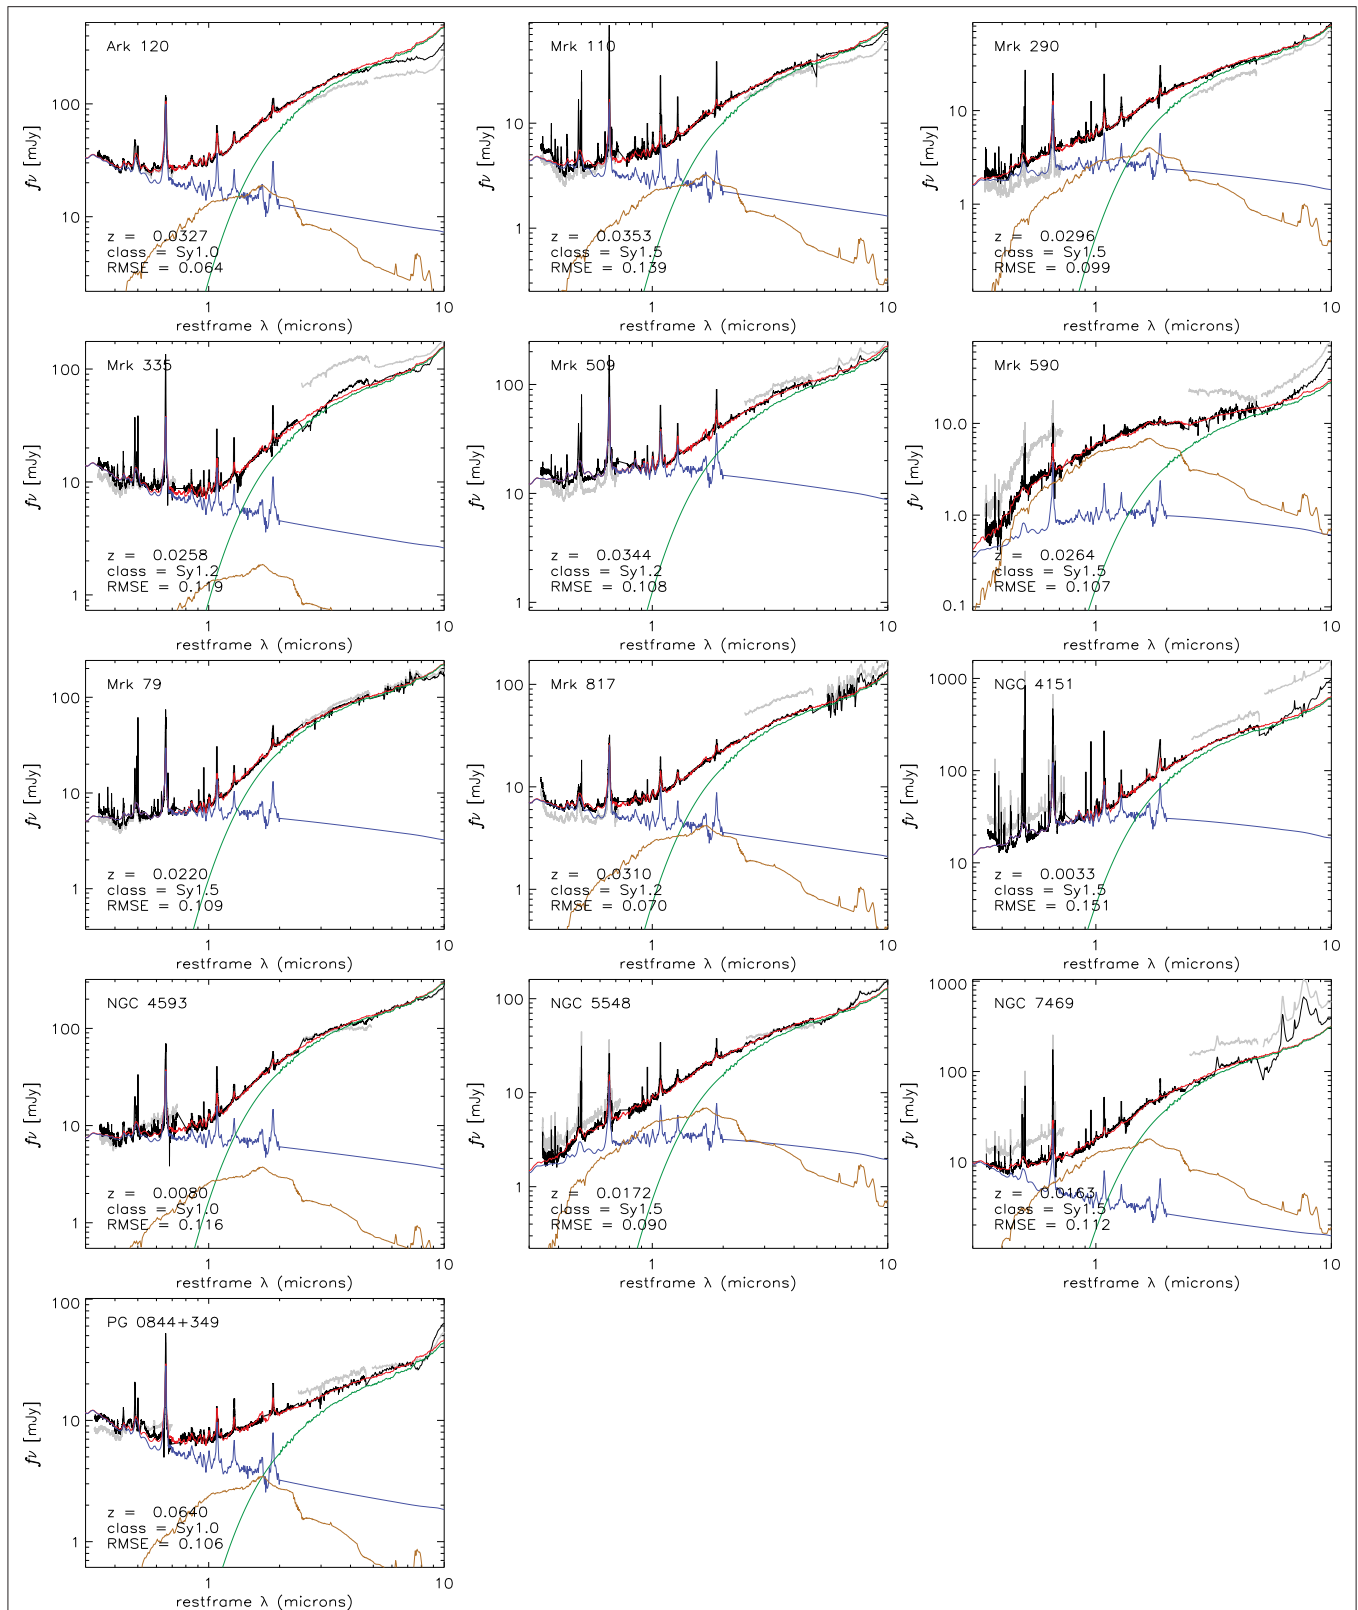 Ark 120
100
10
fν [mJy]
z = 0.0327
class = Sy1.0
RMSE = 0.064
1
10
restframe λ (microns)
Mrk 110
10
1
fν [mJy]
z = 0.0353
class = Sy1.5
RMSE = 0.139
1
10
restframe λ (microns)
Mrk 290
10
1
fν [mJy]
z = 0.0296
class = Sy1.5
RMSE = 0.099
1
10
restframe λ (microns)
Mrk 335
100
10
1
fν [mJy]
z = 0.0258
class = Sy1.2
RMSE = 0.119
1
10
restframe λ (microns)
Mrk 509
100
10
1
fν [mJy]
z = 0.0344
class = Sy1.2
RMSE = 0.108
1
10
restframe λ (microns)
Mrk 590
10.0
1.0
0.1
fν [mJy]
z = 0.0264
class = Sy1.5
RMSE = 0.107
1
10
restframe λ (microns)
Mrk 79
100
10
1
fν [mJy]
z = 0.0220
class = Sy1.5
RMSE = 0.109
1
10
restframe λ (microns)
Mrk 817
100
10
1
fν [mJy]
z = 0.0310
class = Sy1.2
RMSE = 0.070
1
10
restframe λ (microns)
NGC 4151
1000
100
10
fν [mJy]
z = 0.0033
class = Sy1.5
RMSE = 0.151
1
10
restframe λ (microns)
NGC 4593
100
10
1
fν [mJy]
z = 0.0080
class = Sy1.0
RMSE = 0.116
1
10
restframe λ (microns)
NGC 5548
100
10
1
fν [mJy]
z = 0.0172
class = Sy1.5
RMSE = 0.090
1
10
restframe λ (microns)
NGC 7469
1000
100
10
fν [mJy]
z = 0.0163
class = Sy1.5
RMSE = 0.112
1
10
restframe λ (microns)
PG 0844+349
100
10
1
fν [mJy]
z = 0.0640
class = Sy1.0
RMSE = 0.106
1
10
restframe λ (microns)